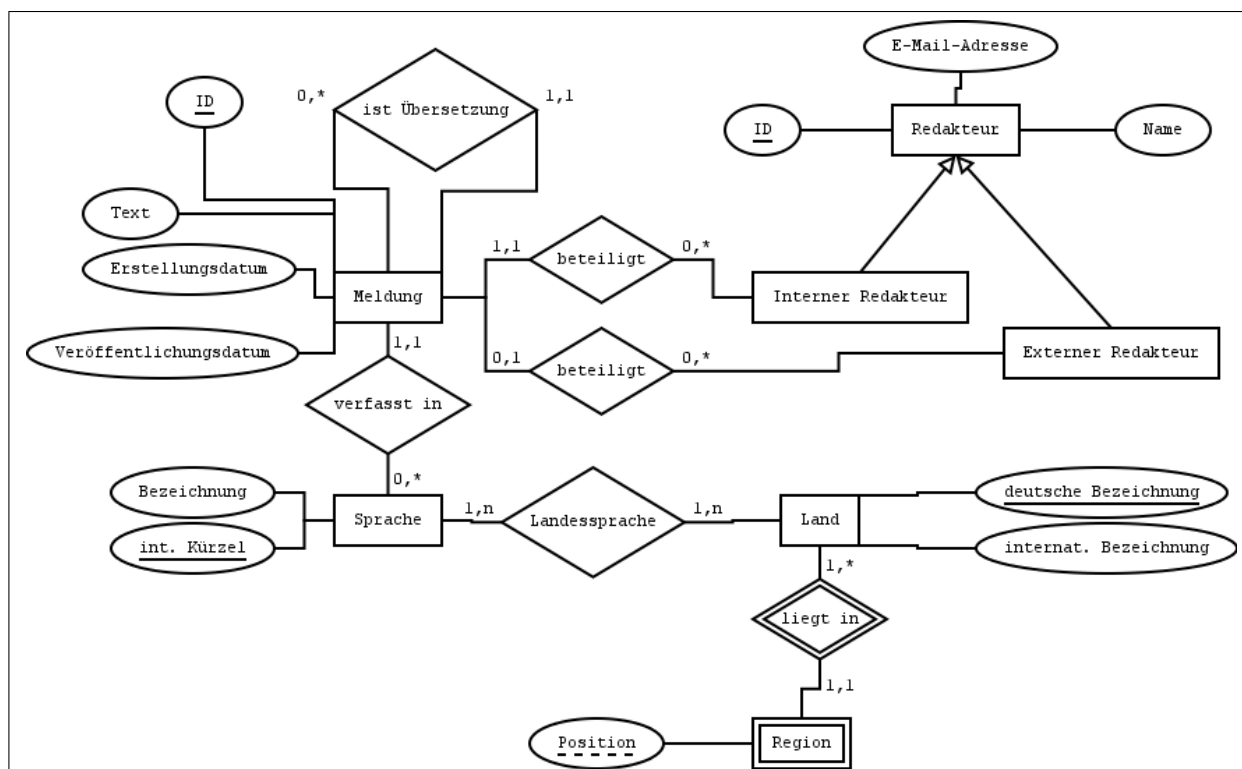 E-Mail-Adresse
ID
0,*
ist Übersetzung
1,1
ID
Redakteur
Name
Text
Erstellungsdatum
1,1
beteiligt
0,*
Meldung
Interner Redakteur
Veröffentlichungsdatum
1,1
0,1
beteiligt
0,*
Externer Redakteur
verfasst in
Bezeichnung
0,*
deutsche Bezeichnung
Sprache
1,n
Landessprache
1,n
Land
int. Kürzel
internat. Bezeichnung
1,*
liegt in
1,1
Position
Region